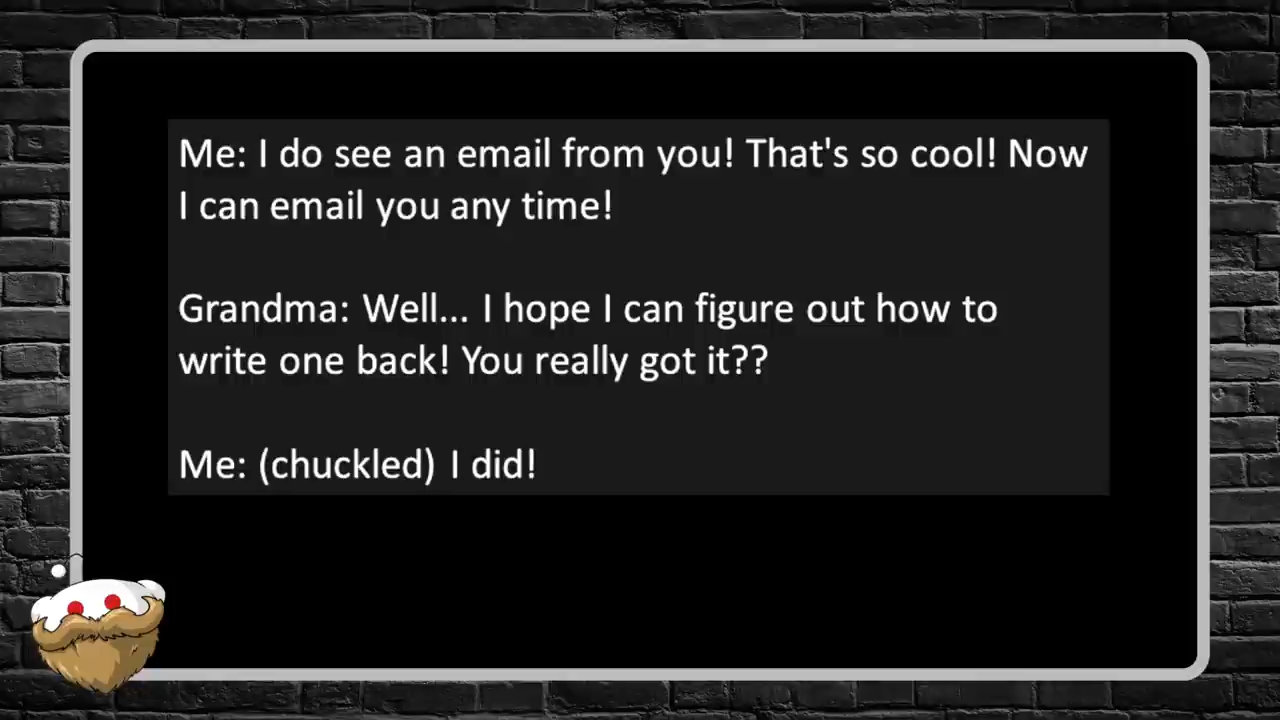 Me: I do see an email from you! That's so cool! Now
I can email you any time!
Grandma: Well... I hope I can figure out how to
write one back! You really got it??
Me: (chuckled) I did!